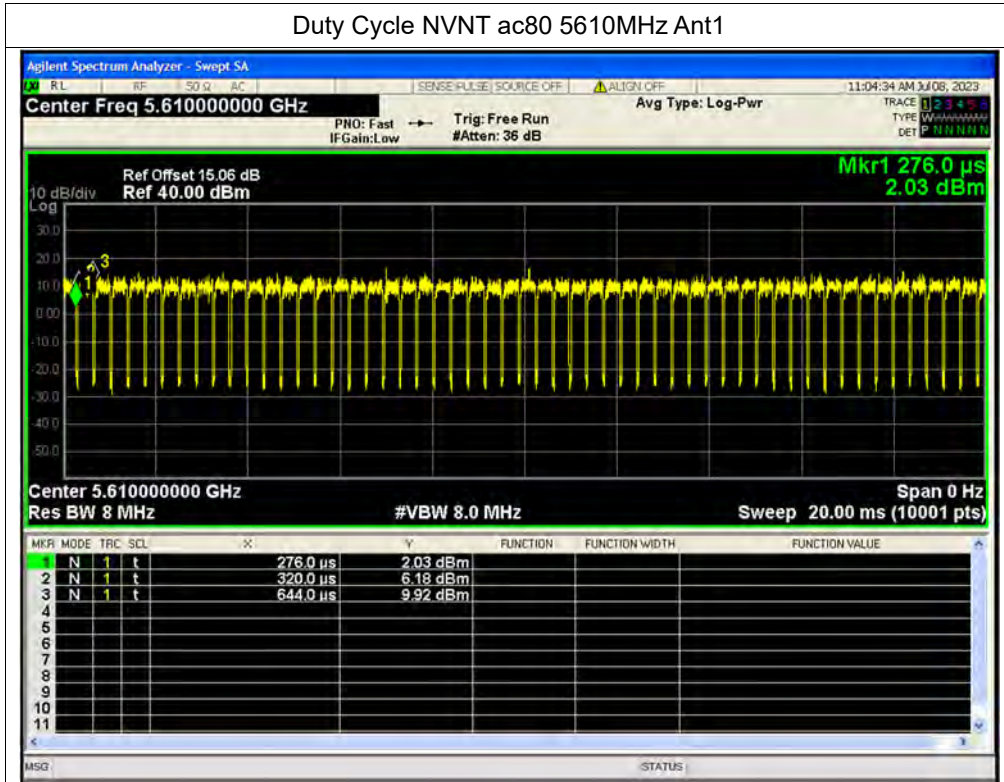 Duty Cycle NVNT ac80 5610MHz Ant1
Agilent Spectrum Analyzer - Swept SA
LXI RL RF 50 Ω AC SENSE:PULSE SOURCE OFF ALIGN OFF 11:04:34 AM Jul 08, 2023
Center Freq 5.610000000 GHz Avg Type: Log-Pwr TRACE 1 2 3 4 5 6
PNO: Fast Trig: Free Run TYPE W
IFGain:Low #Atten: 36 dB DET P N N N N N
Mkr1 276.0 µs
Ref Offset 15.06 dB
10 dB/div Ref 40.00 dBm 2.03 dBm
Log
30.0
20.0
3
10.0 1
0.00
-10.0
-20.0
-30.0
-40.0
-50.0
Center 5.610000000 GHz Span 0 Hz
Res BW 8 MHz #VBW 8.0 MHz Sweep 20.00 ms (10001 pts)
MKR MODE TRC SCL X Y FUNCTION FUNCTION WIDTH FUNCTION VALUE
1 N 1 t 276.0 µs 2.03 dBm
2 N 1 t 320.0 µs 6.18 dBm
3 N 1 t 644.0 µs 9.92 dBm
4
5
6
7
8
9
10
11
MSG STATUS